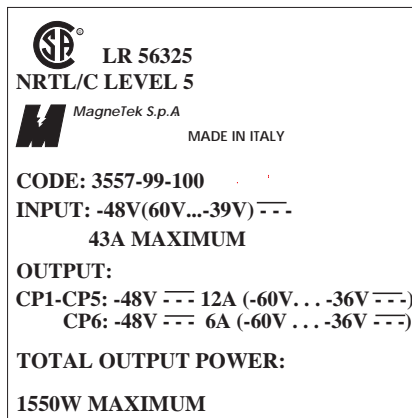 LR 56325
NRTL/C LEVEL 5
MagneTek S.p.A
MADE IN ITALY
CODE: 3557-99-100
INPUT: -48V(60V...-39V) ⎓
43A MAXIMUM
OUTPUT:
CP1-CP5: -48V ⎓ 12A (-60V. . . -36V ⎓)
CP6: -48V ⎓ 6A (-60V . . . -36V ⎓)
TOTAL OUTPUT POWER:
1550W MAXIMUM